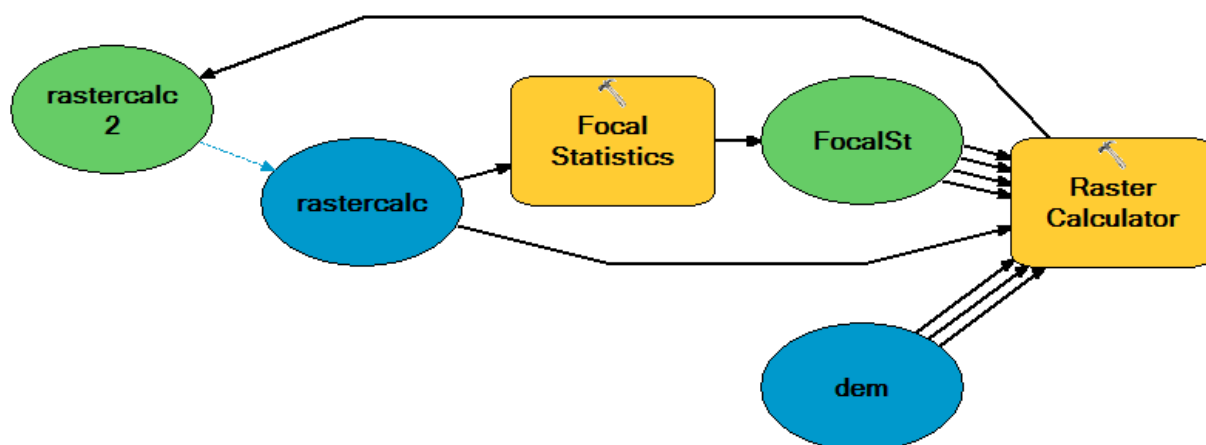 rastercalc
2
rastercalc
Focal
Statistics
FocalSt
Raster
Calculator
dem